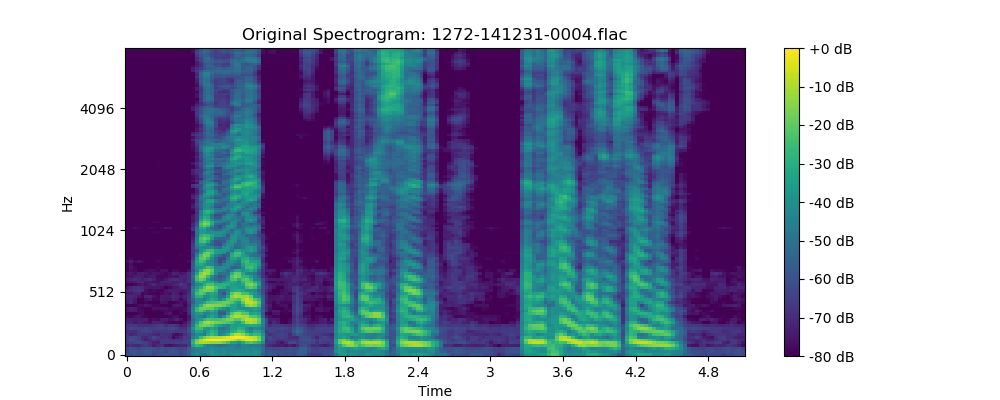 Original Spectrogram: 1272-141231-0004.flac
Hz
4096
2048
1024
512
0
0 0.6 1.2 1.8 2.4 3 3.6 4.2 4.8
Time
+0 dB
-10 dB
-20 dB
-30 dB
-40 dB
-50 dB
-60 dB
-70 dB
-80 dB